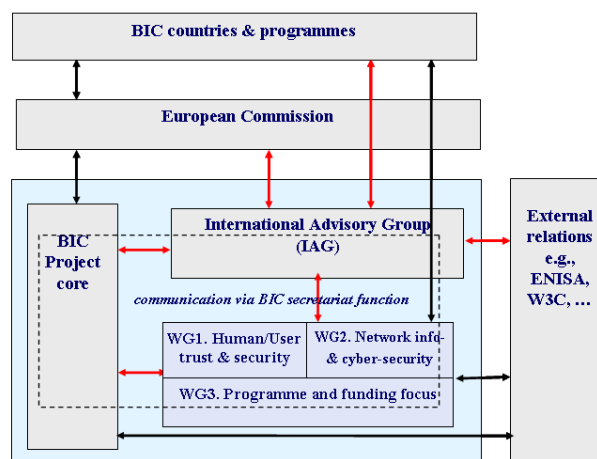 BIC countries & programmes
European Commission
BIC
Project
core
International Advisory Group
(IAG)
External
relations
e.g.,
ENISA,
W3C, ...
communication via BIC secretariat function
WG1. Human/User
trust & security
WG2. Network info-
& cyber-security
WG3. Programme and funding focus